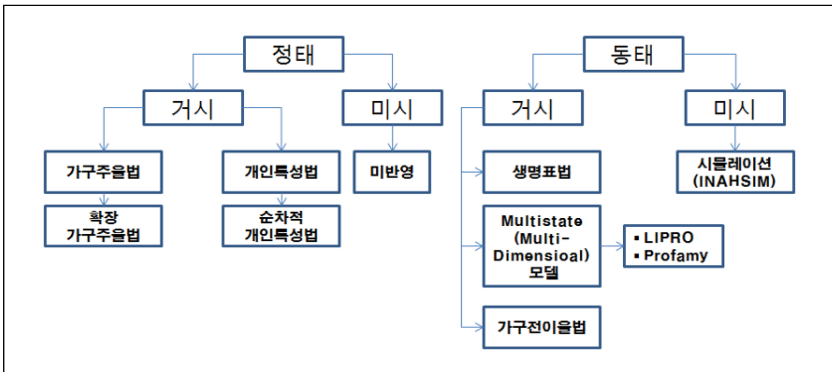 정태
동태
거시
미시
거시
미시
가구주율법
개인특성법
미반영
생명표법
시뮬레이션
(INAHSIM)
확장
가구주율법
순차적
개인특성법
Multistate
(Multi-
Dimensioal)
모델
▪ LIPRO
▪ Profamy
가구전이율법